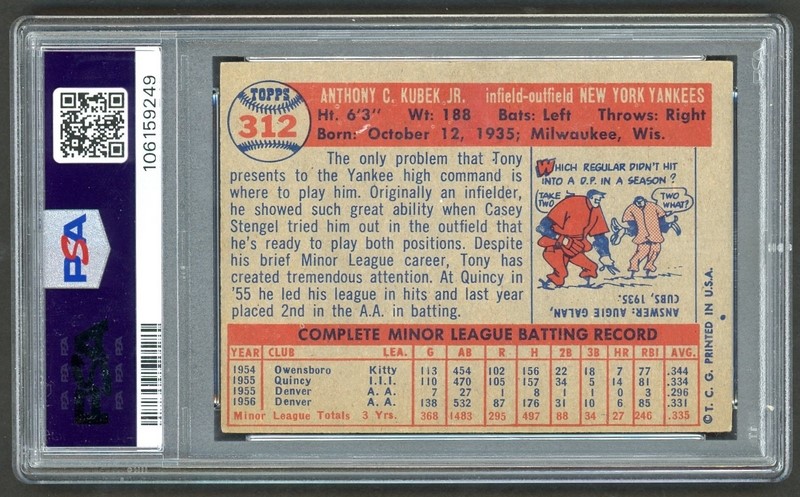 PSA
106159249
TOPPS
312
ANTHONY C. KUBEK JR. infield-outfield NEW YORK YANKEES
Ht. 6'3" Wt: 188 Bats: Left Throws: Right
Born: October 12, 1935; Milwaukee, Wis.
The only problem that Tony
presents to the Yankee high command is
where to play him. Originally an infielder,
he showed such great ability when Casey
Stengel tried him out in the outfield that
he's ready to play both positions. Despite
his brief Minor League career, Tony has
created tremendous attention. At Quincy in
'55 he led his league in hits and last year
placed 2nd in the A.A. in batting.
WHICH REGULAR DIDN'T HIT
INTO A D.P. IN A SEASON?
TAKE TWO
TWO WHAT?
ANSWER: AUGIE GALAN,
CUBS, 1935.
COMPLETE MINOR LEAGUE BATTING RECORD
YEAR CLUB LEA. G AB R H 2B 3B HR RBI AVG.
1954 Owensboro Kitty 113 454 102 156 22 18 7 77 .344
1955 Quincy I.I.I. 110 470 105 157 34 5 14 81 .334
1955 Denver A. A. 7 27 1 8 1 1 0 3 .296
1956 Denver A. A. 138 532 87 176 31 10 6 85 .331
Minor League Totals 3 Yrs. 368 1483 295 497 88 34 27 246 .335
© T. C. G. PRINTED IN U.S.A.
PSA